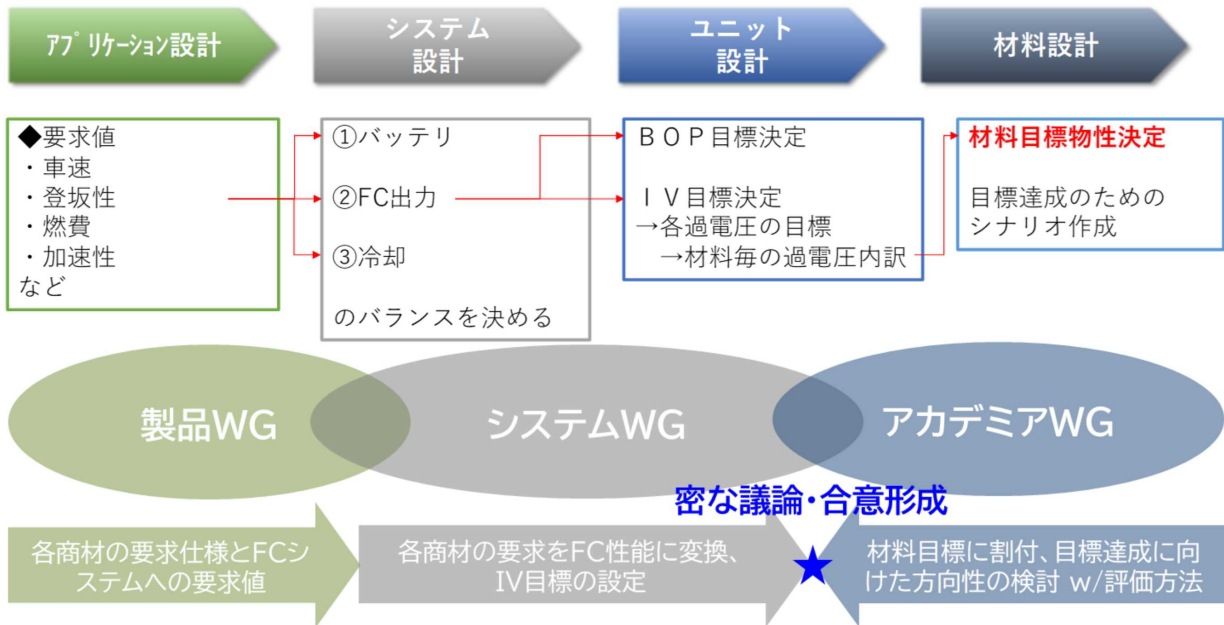 ｱﾌﾟﾘｹｰｼｮﾝ設計
システム
設計
ユニット
設計
材料設計
◆要求値
・車速
・登坂性
・燃費
・加速性
など
①バッテリ
②FC出力
③冷却
のバランスを決める
ＢＯＰ目標決定
ＩＶ目標決定
→各過電圧の目標
→材料毎の過電圧内訳
材料目標物性決定
目標達成のための
シナリオ作成
製品WG
システムWG
アカデミアWG
密な議論・合意形成
各商材の要求仕様とFCシ
ステムへの要求値
各商材の要求をFC性能に変換、
IV目標の設定
材料目標に割付、目標達成に向
けた方向性の検討 w/評価方法